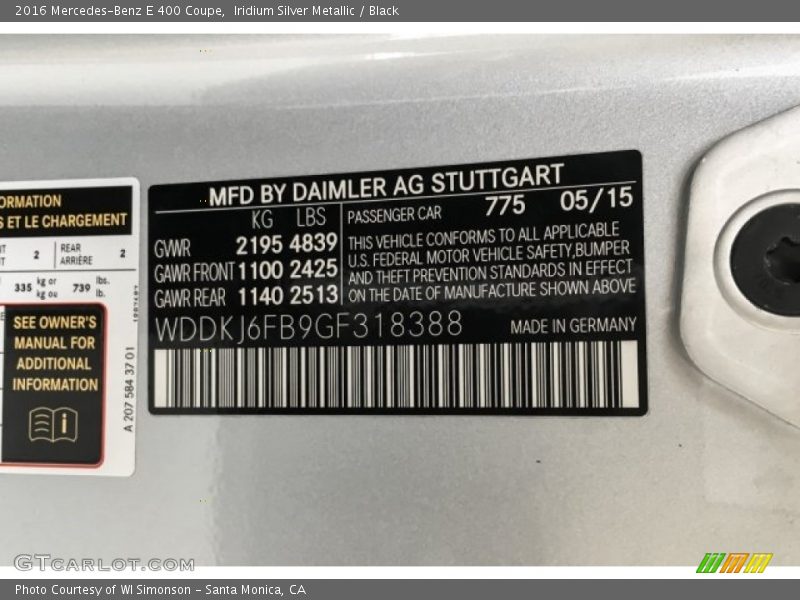 2016 Mercedes-Benz E 400 Coupe, Iridium Silver Metallic / Black
ORMATION
S ET LE CHARGEMENT
2 REAR ARRIÈRE 2
335 kg or kg ou 739 lbs. lb.
SEE OWNER'S
MANUAL FOR
ADDITIONAL
INFORMATION
A 207 584 37 01
MFD BY DAIMLER AG STUTTGART
KG LBS
GVWR 2195 4839
GAWR FRONT 1100 2425
GAWR REAR 1140 2513
PASSENGER CAR 775 05/15
THIS VEHICLE CONFORMS TO ALL APPLICABLE
U.S. FEDERAL MOTOR VEHICLE SAFETY,BUMPER
AND THEFT PREVENTION STANDARDS IN EFFECT
ON THE DATE OF MANUFACTURE SHOWN ABOVE
WDDKJ6FB9GF318388 MADE IN GERMANY
GTCARLOT.COM
Photo Courtesy of WI Simonson - Santa Monica, CA